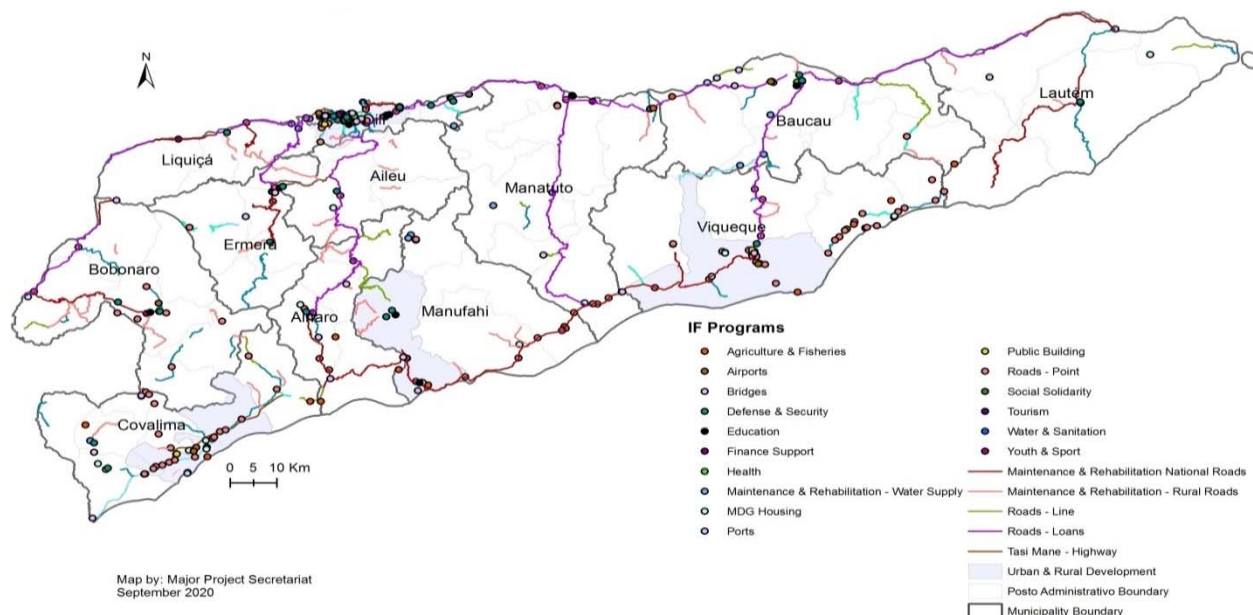 N
Lautém
Dili
Baucau
Liquiçá
Aileu
Manatuto
Viqueque
Ermera
Bobonaro
Ainaro
Manufahi
Covalima
0 5 10 Km
IF Programs
Agriculture & Fisheries
Airports
Bridges
Defense & Security
Education
Finance Support
Health
Maintenance & Rehabilitation - Water Supply
MDG Housing
Ports
Public Building
Roads - Point
Social Solidarity
Tourism
Water & Sanitation
Youth & Sport
Maintenance & Rehabilitation National Roads
Maintenance & Rehabilitation - Rural Roads
Roads - Line
Roads - Loans
Tasi Mane - Highway
Urban & Rural Development
Posto Administrativo Boundary
Municipality Boundary
Map by: Major Project Secretariat
September 2020